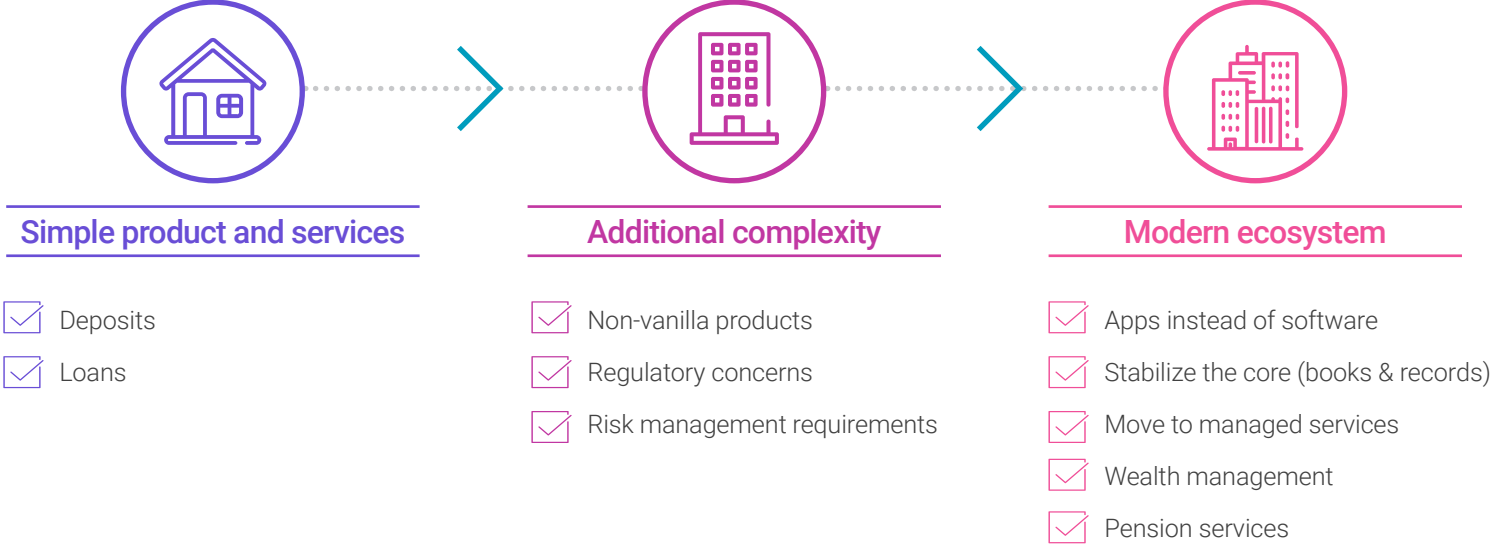 Simple product and services
Deposits
Loans
Additional complexity
Non-vanilla products
Regulatory concerns
Risk management requirements
Modern ecosystem
Apps instead of software
Stabilize the core (books & records)
Move to managed services
Wealth management
Pension services